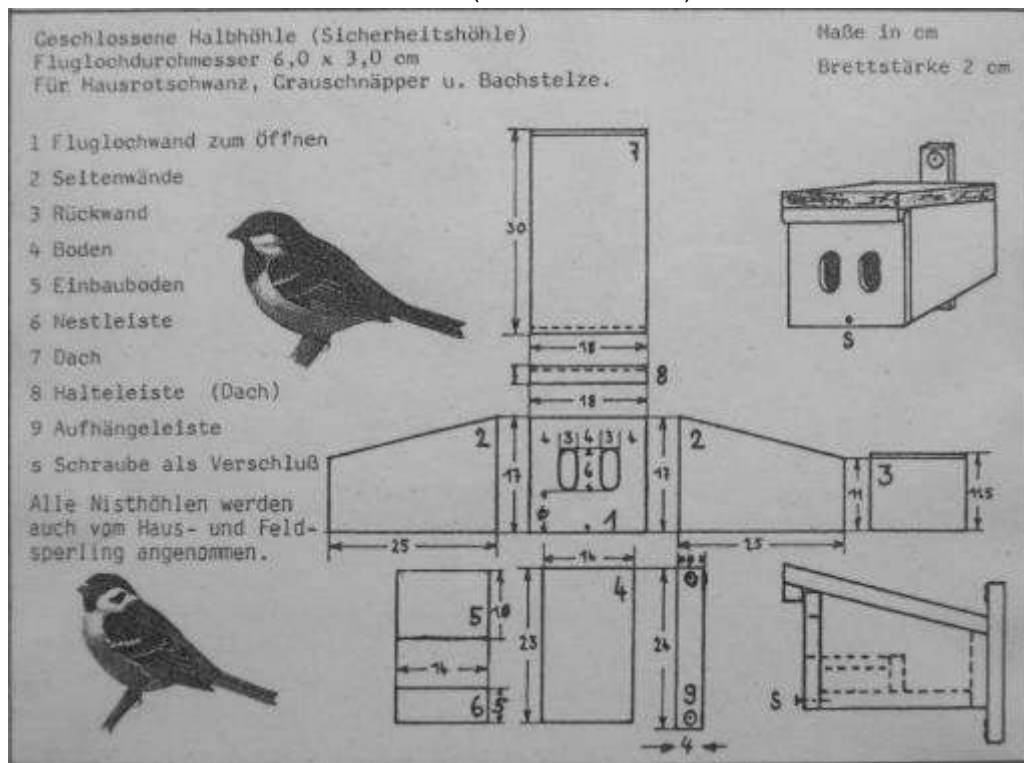 Geschlossene Halbhöhle (Sicherheitshöhle)
Fluglochdurchmesser 6,0 x 3,0 cm
Für Hausrotschwanz, Grauschnäpper u. Bachstelze.
Maße in cm
Brettstärke 2 cm
1 Fluglochwand zum Öffnen
2 Seitenwände
3 Rückwand
4 Boden
5 Einbauboden
6 Nestleiste
7 Dach
8 Halteleiste (Dach)
9 Aufhängeleiste
s Schraube als Verschluß
Alle Nisthöhlen werden
auch vom Haus- und Feld-
sperling angenommen.
7
30
18
8
18
S
2
17
25
4 3 4 3 4
6
1
17
2
25
11
3
11.5
14
5
10
14
6
4
23
24
9
4
S